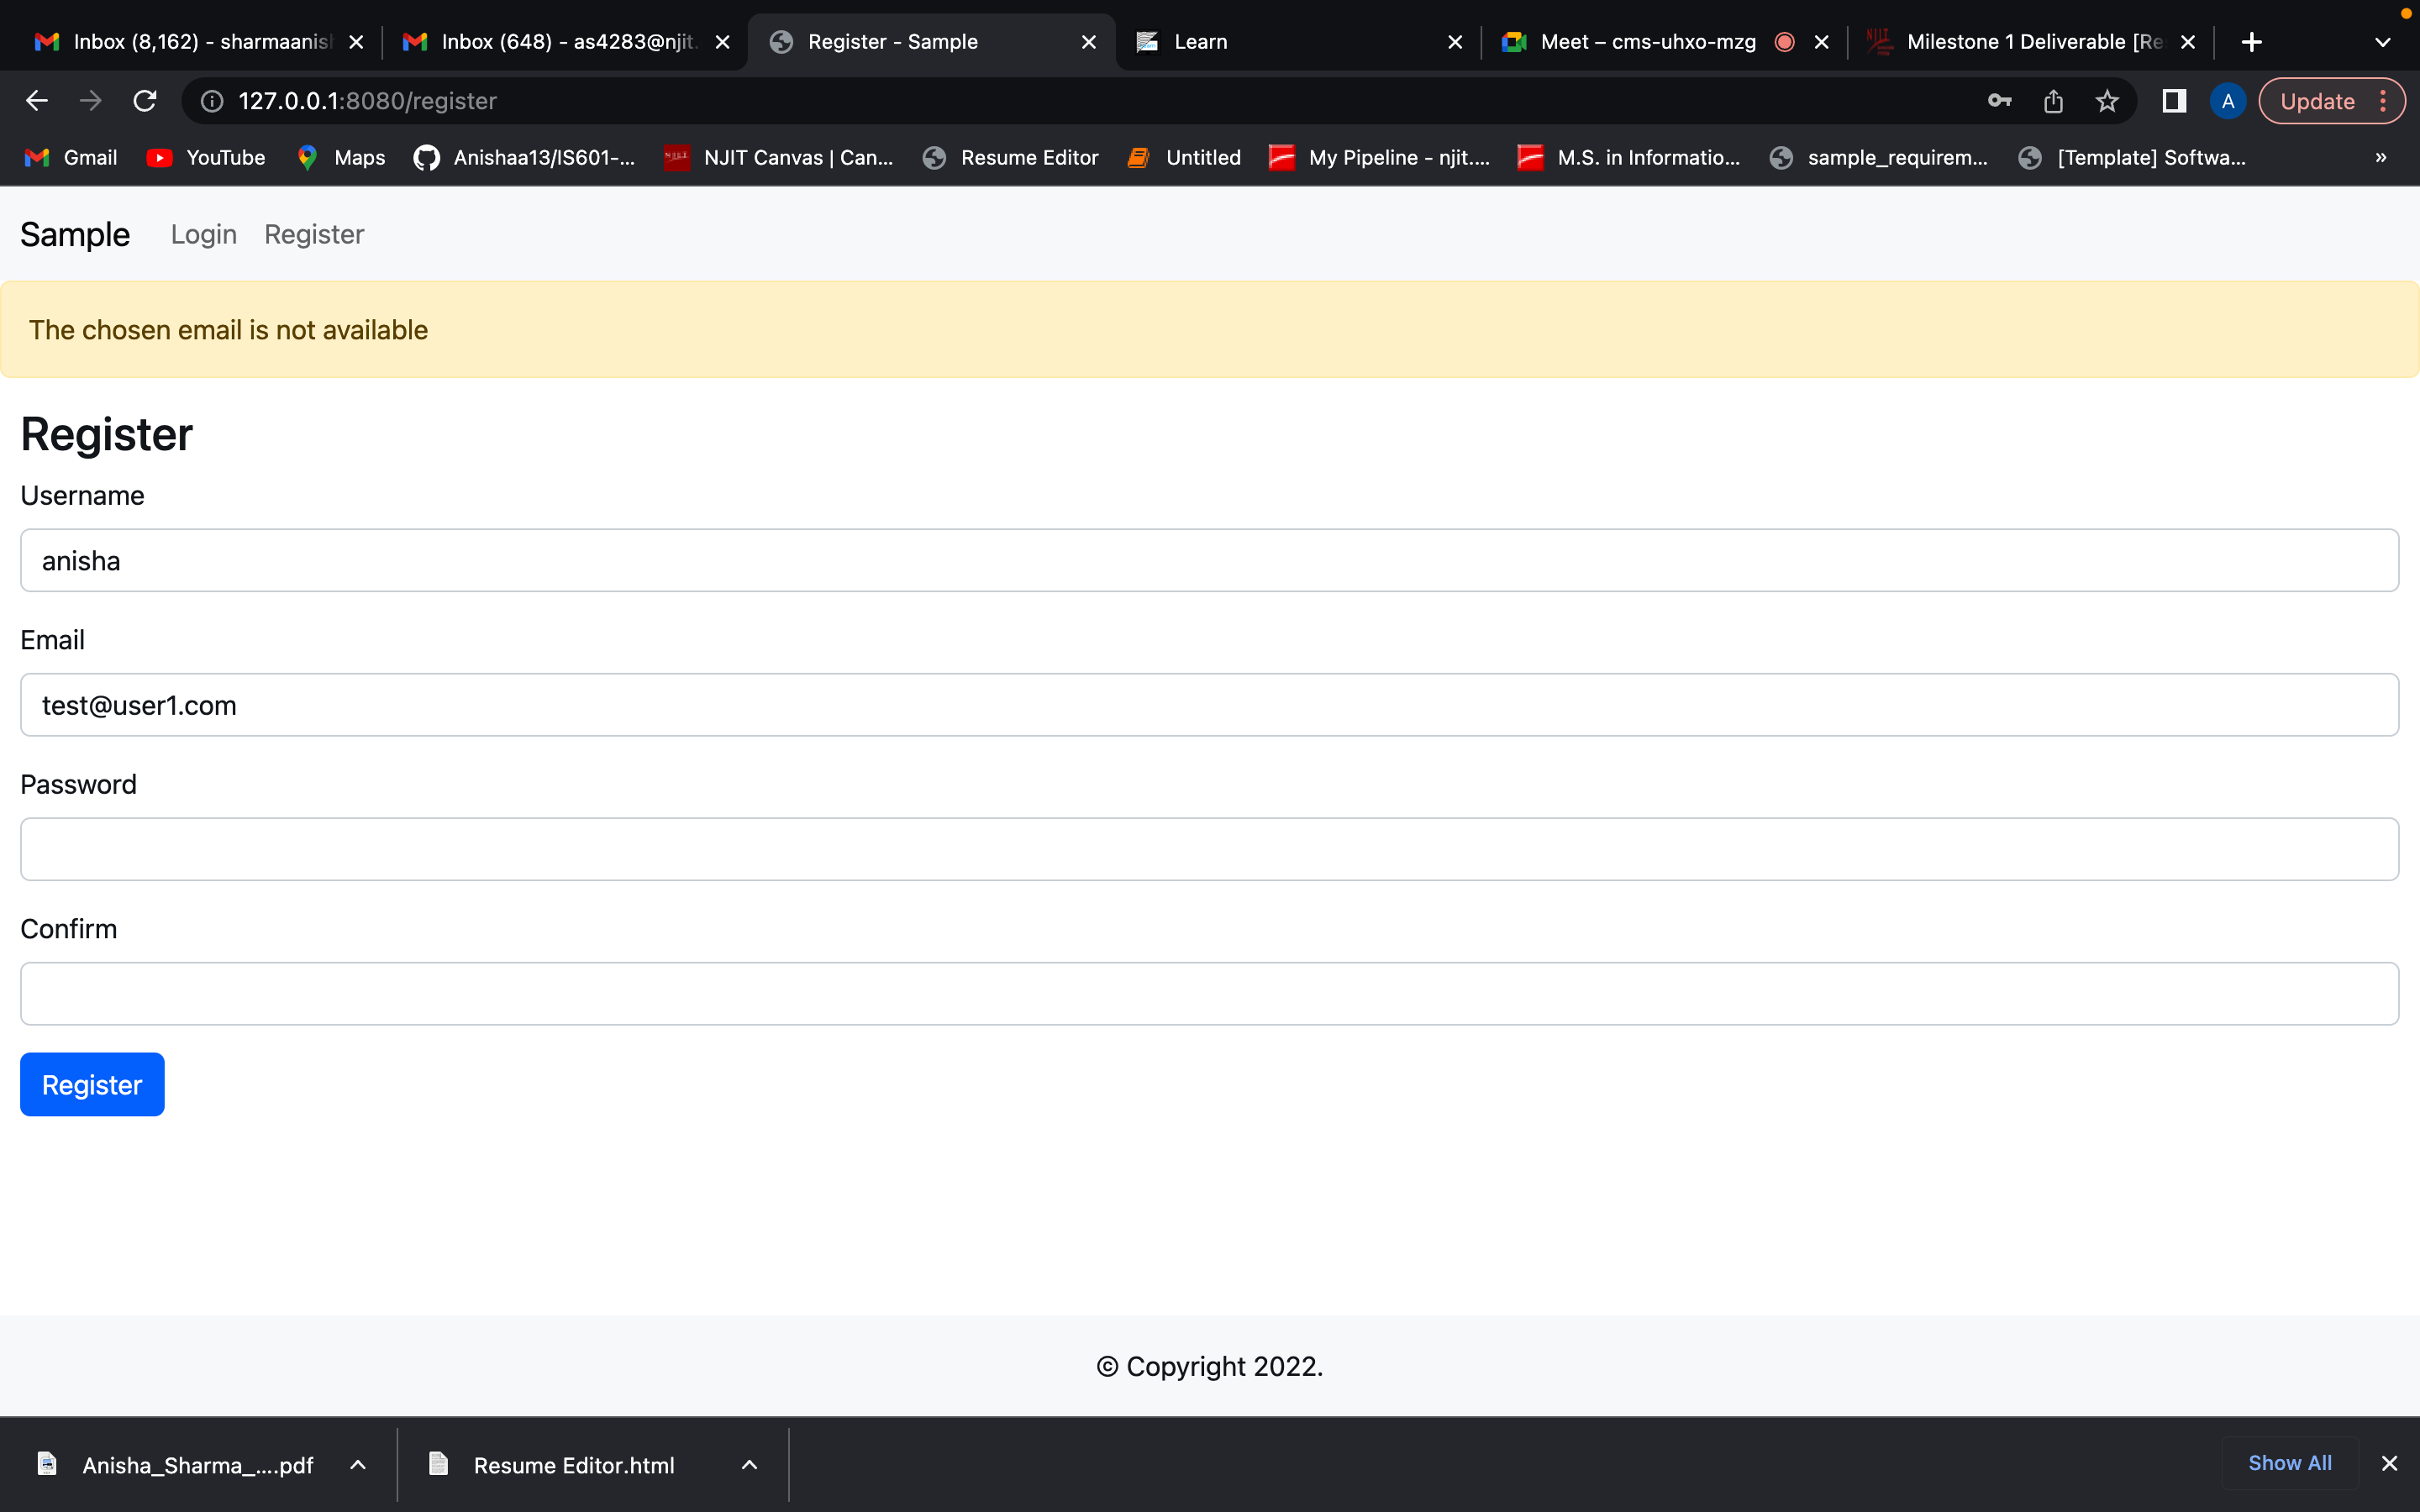 Inbox (8,162) - sharmaanish
Inbox (648) - as4283@njit.
Register - Sample
Learn
Meet – cms-uhxo-mzg
Milestone 1 Deliverable [Re
127.0.0.1:8080/register
A
Update
Gmail
YouTube
Maps
Anishaa13/IS601-...
NJIT Canvas | Can...
Resume Editor
Untitled
My Pipeline - njit....
M.S. in Informatio...
sample_requirem...
[Template] Softwa...
»
Sample Login Register
The chosen email is not available
Register
Username
anisha
Email
test@user1.com
Password
Confirm
Register
© Copyright 2022.
Anisha_Sharma_....pdf
Resume Editor.html
Show All